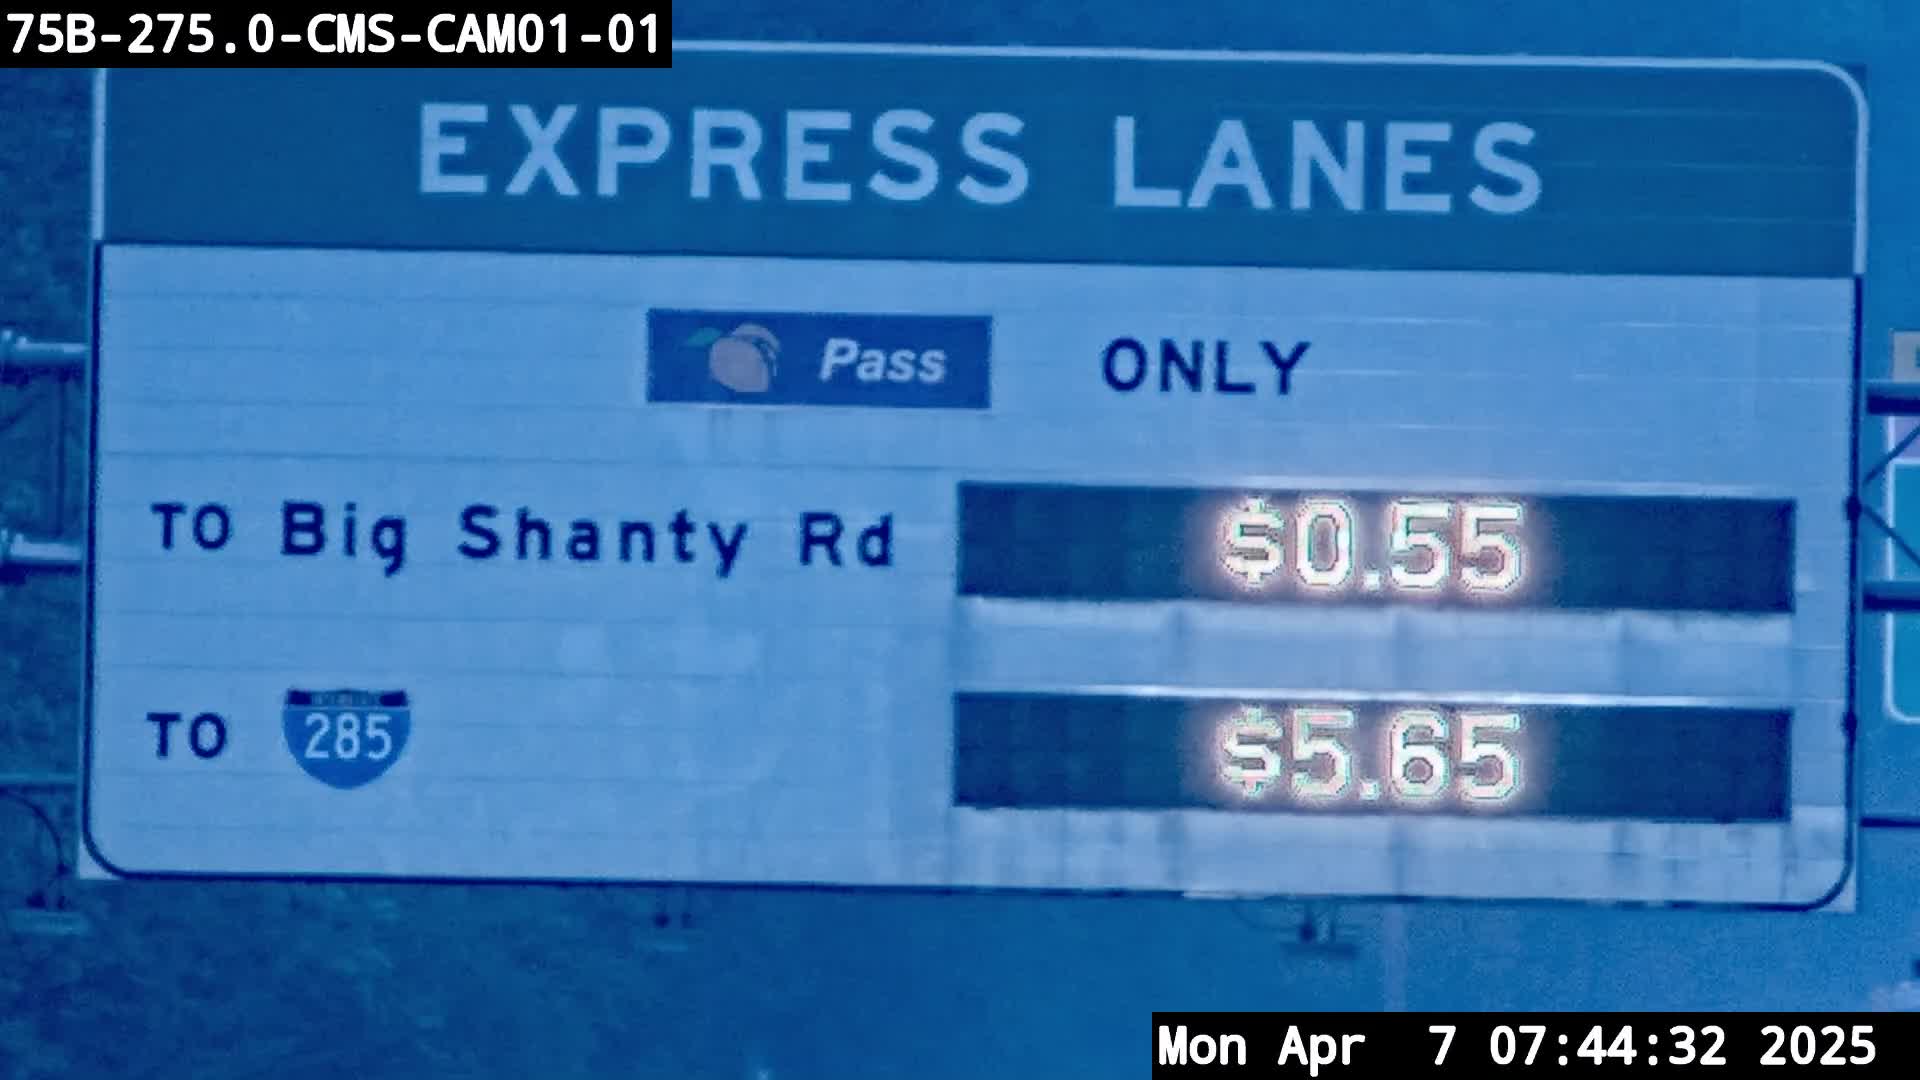 75B-275.0-CMS-CAM01-01
EXPRESS LANES
Pass ONLY
TO Big Shanty Rd $0.55
TO 285 $5.65
Mon Apr 7 07:44:32 2025